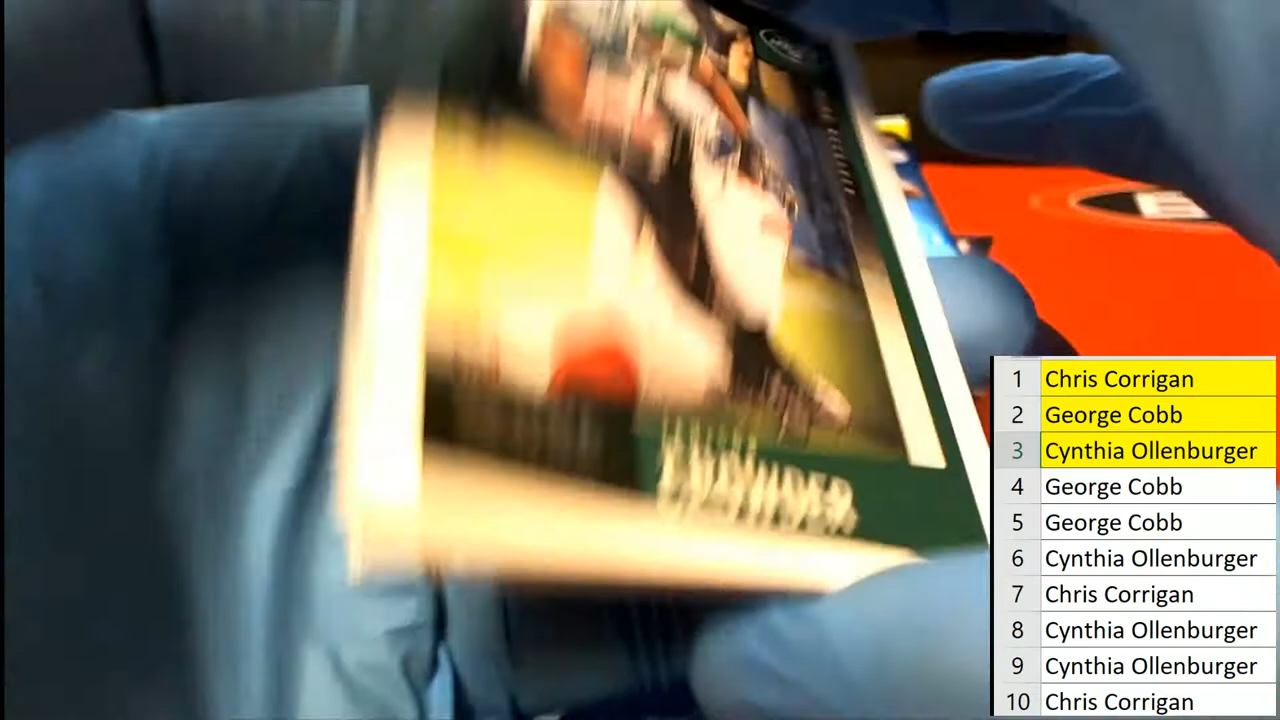 1 Chris Corrigan
2 George Cobb
3 Cynthia Ollenburger
4 George Cobb
5 George Cobb
6 Cynthia Ollenburger
7 Chris Corrigan
8 Cynthia Ollenburger
9 Cynthia Ollenburger
10 Chris Corrigan